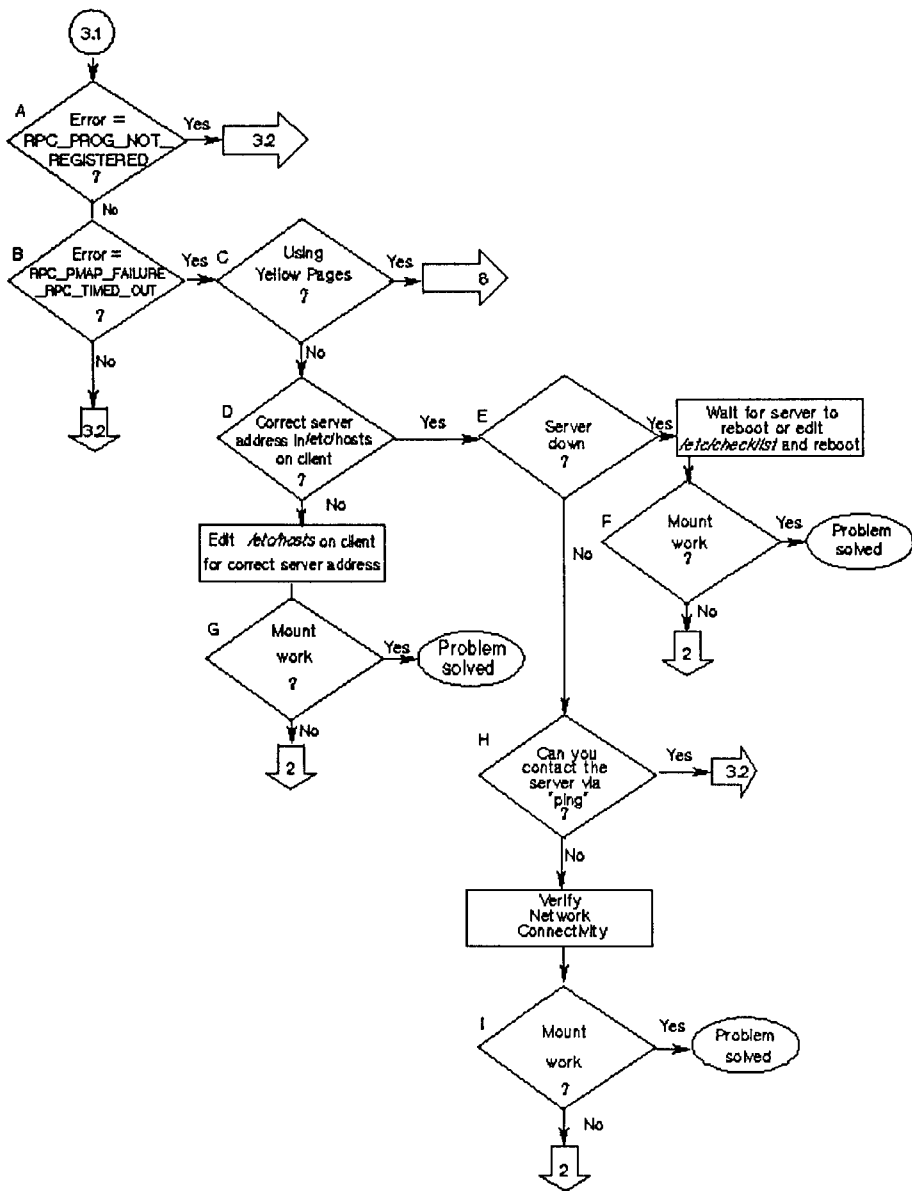 3.1
A
Error =
RPC_PROG_NOT_
REGISTERED
?
Yes
3.2
No
B
Error =
RPC_PMAP_FAILURE
_RPC_TIMED_OUT
?
Yes
C
Using
Yellow Pages
?
Yes
6
No
No
3.2
D
Correct server
address in/etc/hosts
on client
?
Yes
E
Server
down
?
Yes
Wait for server to
reboot or edit
/etc/checklist and reboot
No
Edit /etc/hosts on client
for correct server address
No
F
Mount
work
?
Yes
Problem
solved
No
2
G
Mount
work
?
Yes
Problem
solved
No
2
H
Can you
contact the
server via
"ping"
?
Yes
3.2
No
Verify
Network
Connectivity
I
Mount
work
?
Yes
Problem
solved
No
2